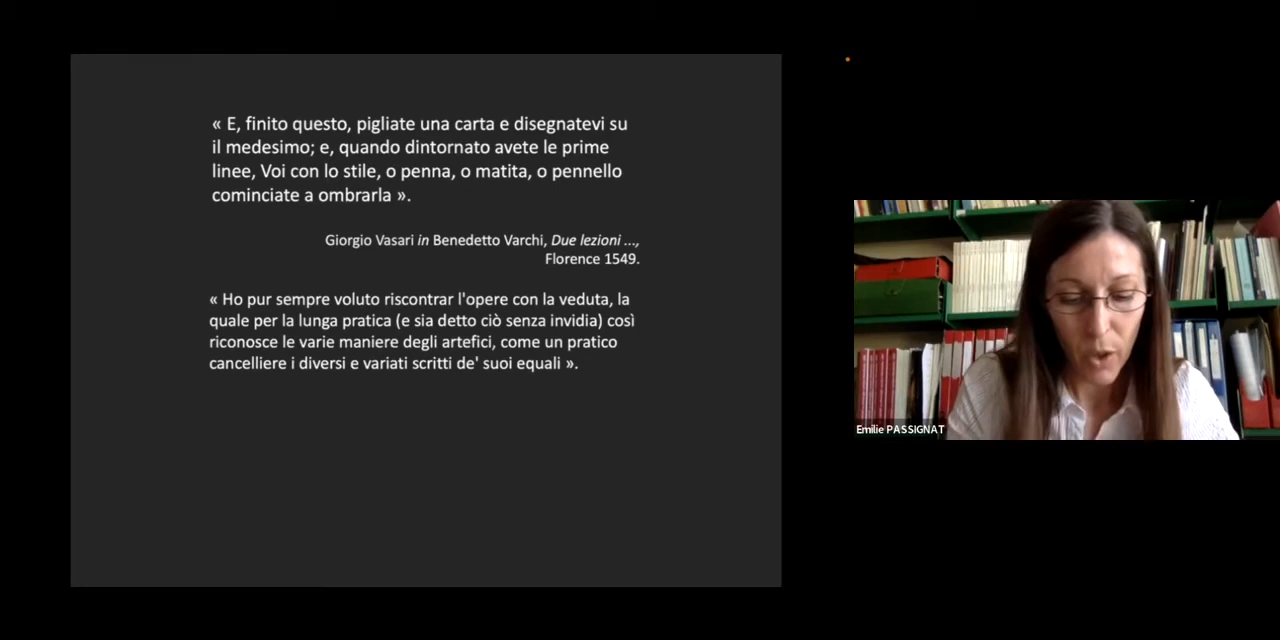 « E, finito questo, pigliate una carta e disegnatevi su
il medesimo; e, quando dintornato avete le prime
linee, Voi con lo stile, o penna, o matita, o pennello
cominciate a ombrarla ».
Giorgio Vasari in Benedetto Varchi, Due lezioni ...,
Florence 1549.
« Ho pur sempre voluto riscontrar l'opere con la veduta, la
quale per la lunga pratica (e sia detto ciò senza invidia) così
riconosce le varie maniere degli artefici, come un pratico
cancelliere i diversi e variati scritti de' suoi equali ».
Emilie PASSIGNAT